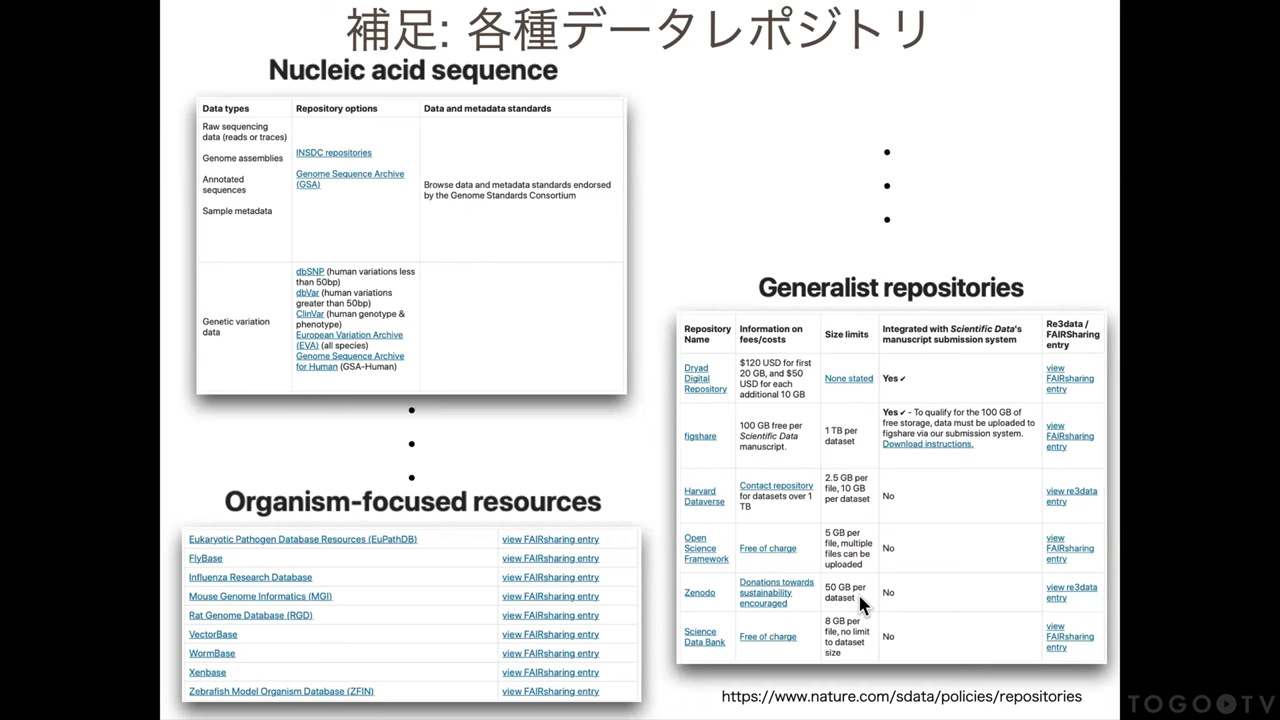 補足: 各種データレポジトリ
Nucleic acid sequence
Data types
Repository options
Data and metadata standards
Raw sequencing
data (reads or traces)
Genome assemblies
Annotated
sequences
Sample metadata
INSDC repositories
Genome Sequence Archive
(GSA)
Browse data and metadata standards endorsed
by the Genome Standards Consortium
Genetic variation
data
dbSNP (human variations less
than 50bp)
dbVar (human variations
greater than 50bp)
ClinVar (human genotype &
phenotype)
European Variation Archive
(EVA) (all species)
Genome Sequence Archive
for Human (GSA-Human)
Organism-focused resources
Eukaryotic Pathogen Database Resources (EuPathDB) view FAIRsharing entry
FlyBase view FAIRsharing entry
Influenza Research Database view FAIRsharing entry
Mouse Genome Informatics (MGI) view FAIRsharing entry
Rat Genome Database (RGD) view FAIRsharing entry
VectorBase view FAIRsharing entry
WormBase view FAIRsharing entry
Xenbase view FAIRsharing entry
Zebrafish Model Organism Database (ZFIN) view FAIRsharing entry
Generalist repositories
Repository
Name
Information on
fees/costs
Size limits
Integrated with Scientific Data's
manuscript submission system
Re3data /
FAIRSharing
entry
Dryad
Digital
Repository
$120 USD for first
20 GB, and $50
USD for each
additional 10 GB
None stated
Yes ✔
view
FAIRsharing
entry
figshare
100 GB free per
Scientific Data
manuscript.
1 TB per
dataset
Yes ✔ - To qualify for the 100 GB of
free storage, data must be uploaded to
figshare via our submission system.
Download instructions.
view
FAIRsharing
entry
Harvard
Dataverse
Contact repository
for datasets over 1
TB
2.5 GB per
file, 10 GB
per dataset
No
view re3data
entry
Open
Science
Framework
Free of charge
5 GB per
file, multiple
files can be
uploaded
No
view
FAIRsharing
entry
Zenodo
Donations towards
sustainability
encouraged
50 GB per
dataset
No
view re3data
entry
Science
Data Bank
Free of charge
8 GB per
file, no limit
to dataset
size
No
view
FAIRsharing
entry
https://www.nature.com/sdata/policies/repositories
TOGO TV